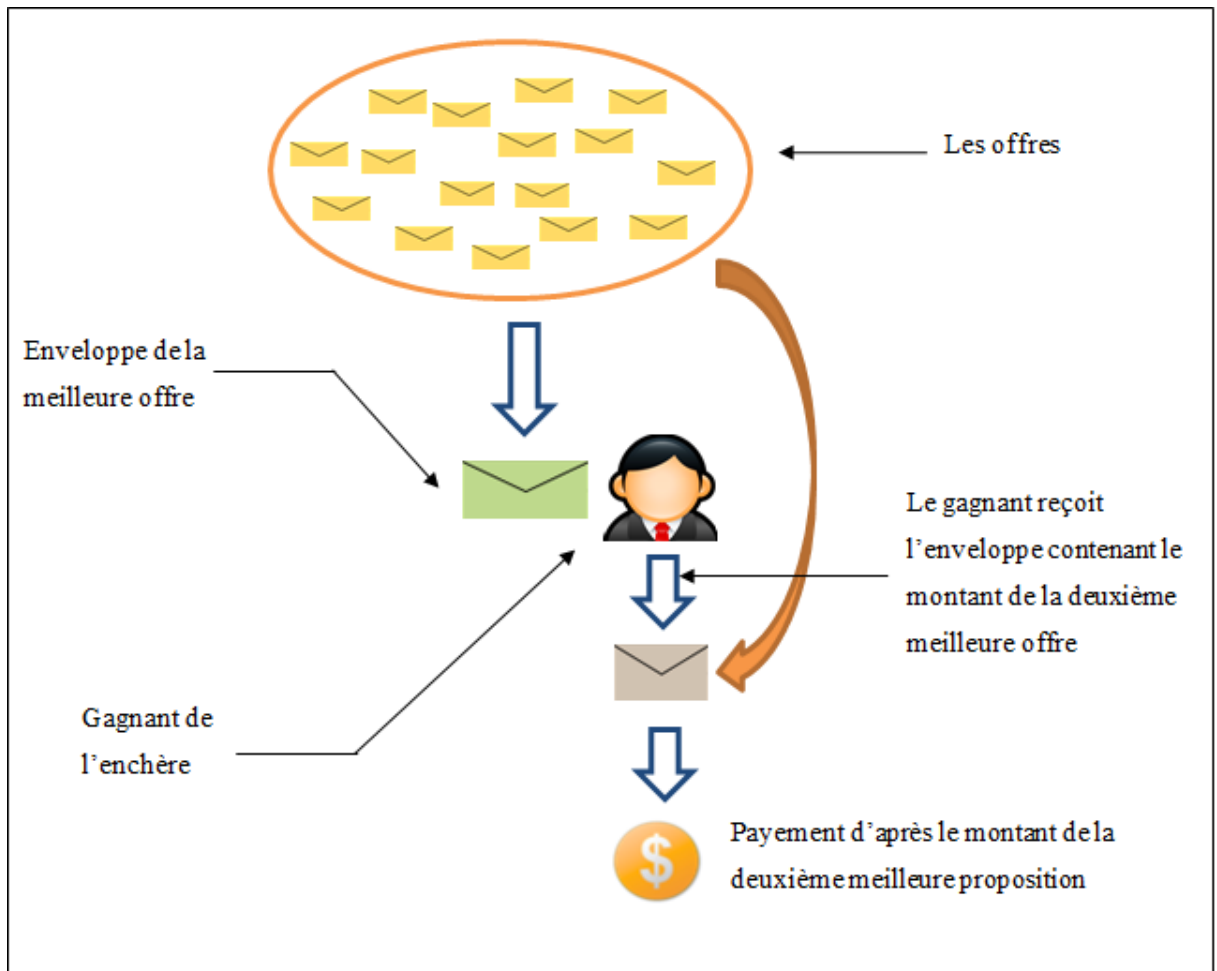 Les offres
Enveloppe de la
meilleure offre
Le gagnant reçoit
l’enveloppe contenant le
montant de la deuxième
meilleure offre
Gagnant de
l’enchère
$
Payement d’après le montant de la
deuxième meilleure proposition